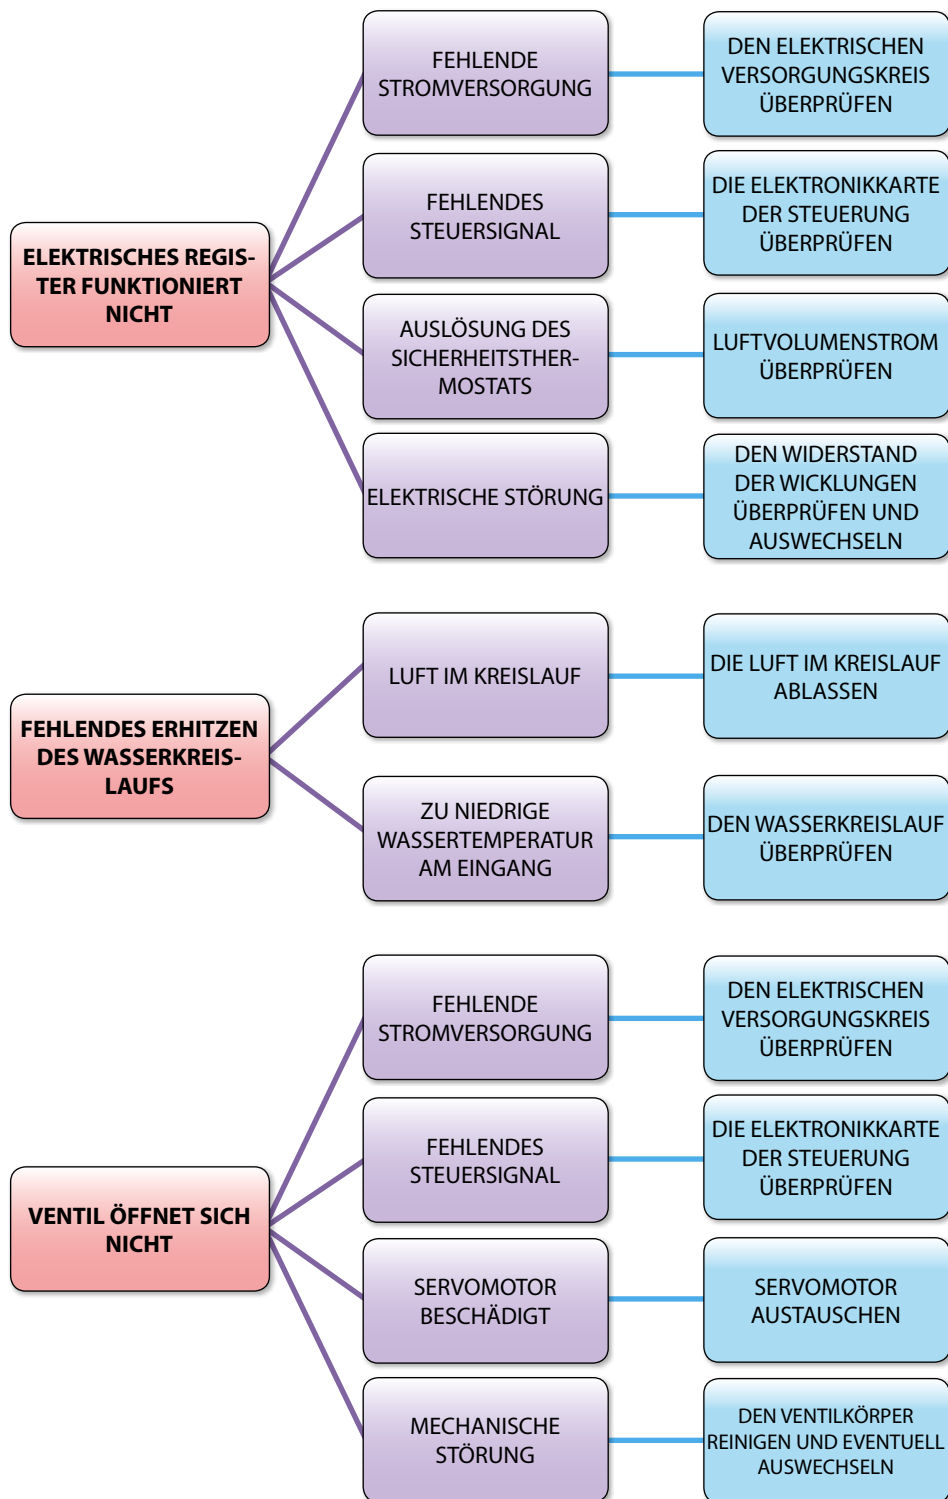 FEHLENDE
STROMVERSORGUNG
DEN ELEKTRISCHEN
VERSORGUNGSKREIS
ÜBERPRÜFEN
ELEKTRISCHES REGIS-
TER FUNKTIONIERT
NICHT
FEHLENDES
STEUERSIGNAL
DIE ELEKTRONIKKARTE
DER STEUERUNG
ÜBERPRÜFEN
AUSLÖSUNG DES
SICHERHEITSTHER-
MOSTATS
LUFTVOLUMENSTROM
ÜBERPRÜFEN
ELEKTRISCHE STÖRUNG
DEN WIDERSTAND
DER WICKLUNGEN
ÜBERPRÜFEN UND
AUSWECHSELN
FEHLENDES ERHITZEN
DES WASSERKREIS-
LAUFS
LUFT IM KREISLAUF
DIE LUFT IM KREISLAUF
ABLASSEN
ZU NIEDRIGE
WASSERTEMPERATUR
AM EINGANG
DEN WASSERKREISLAUF
ÜBERPRÜFEN
FEHLENDE
STROMVERSORGUNG
DEN ELEKTRISCHEN
VERSORGUNGSKREIS
ÜBERPRÜFEN
VENTIL ÖFFNET SICH
NICHT
FEHLENDES
STEUERSIGNAL
DIE ELEKTRONIKKARTE
DER STEUERUNG
ÜBERPRÜFEN
SERVOMOTOR
BESCHÄDIGT
SERVOMOTOR
AUSTAUSCHEN
MECHANISCHE
STÖRUNG
DEN VENTILKÖRPER
REINIGEN UND EVENTUELL
AUSWECHSELN